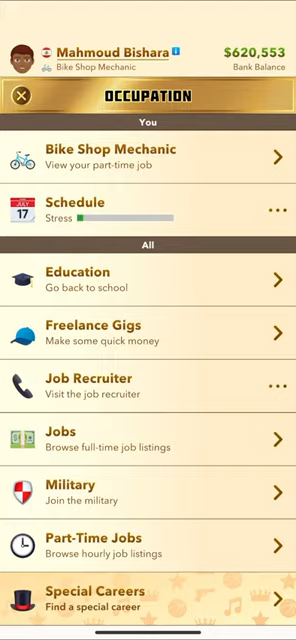 Mahmoud Bishara
Bike Shop Mechanic
$620,553
Bank Balance
OCCUPATION
You
Bike Shop Mechanic
View your part-time job
JULY
17
Schedule
Stress
All
Education
Go back to school
Freelance Gigs
Make some quick money
Job Recruiter
Visit the job recruiter
Jobs
Browse full-time job listings
Military
Join the military
Part-Time Jobs
Browse hourly job listings
Special Careers
Find a special career